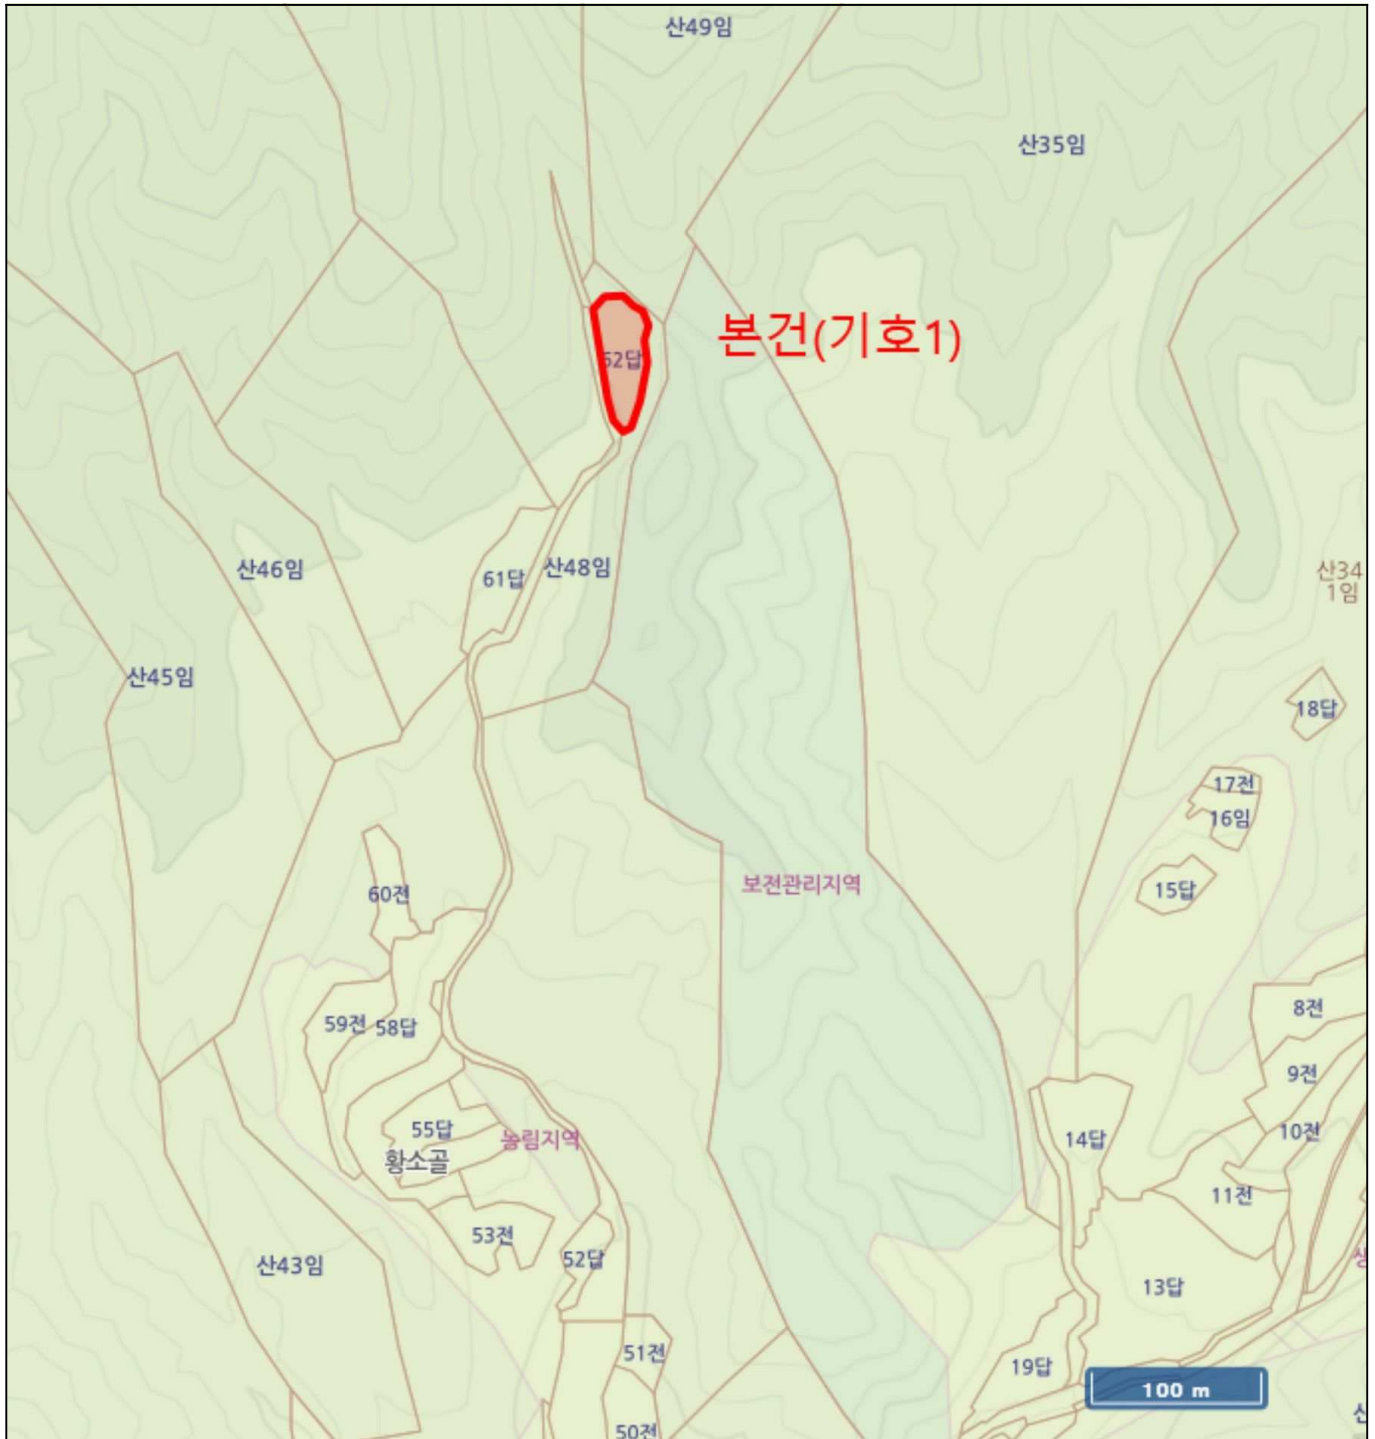 산49임
산35임
본건(기호1)
62답
산46임
61답
산48임
산34
1임
산45임
18답
17전
16임
보전관리지역
15답
60전
8전
59전
58답
9전
55답
농림지역
황소골
10전
14답
11전
53전
52답
산43임
13답
51전
19답
100 m
50전